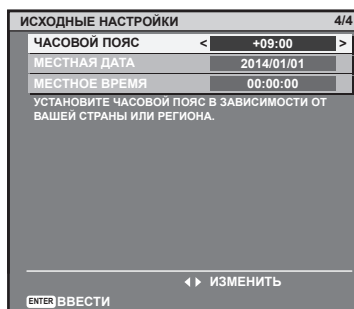 ИСХОДНЫЕ НАСТРОЙКИ 4/4
ЧАСОВОЙ ПОЯС < +09:00 >
МЕСТНАЯ ДАТА 2014/01/01
МЕСТНОЕ ВРЕМЯ 00:00:00
УСТАНОВИТЕ ЧАСОВОЙ ПОЯС В ЗАВИСИМОСТИ ОТ
ВАШЕЙ СТРАНЫ ИЛИ РЕГИОНА.
ИЗМЕНИТЬ
ENTER ВВЕСТИ